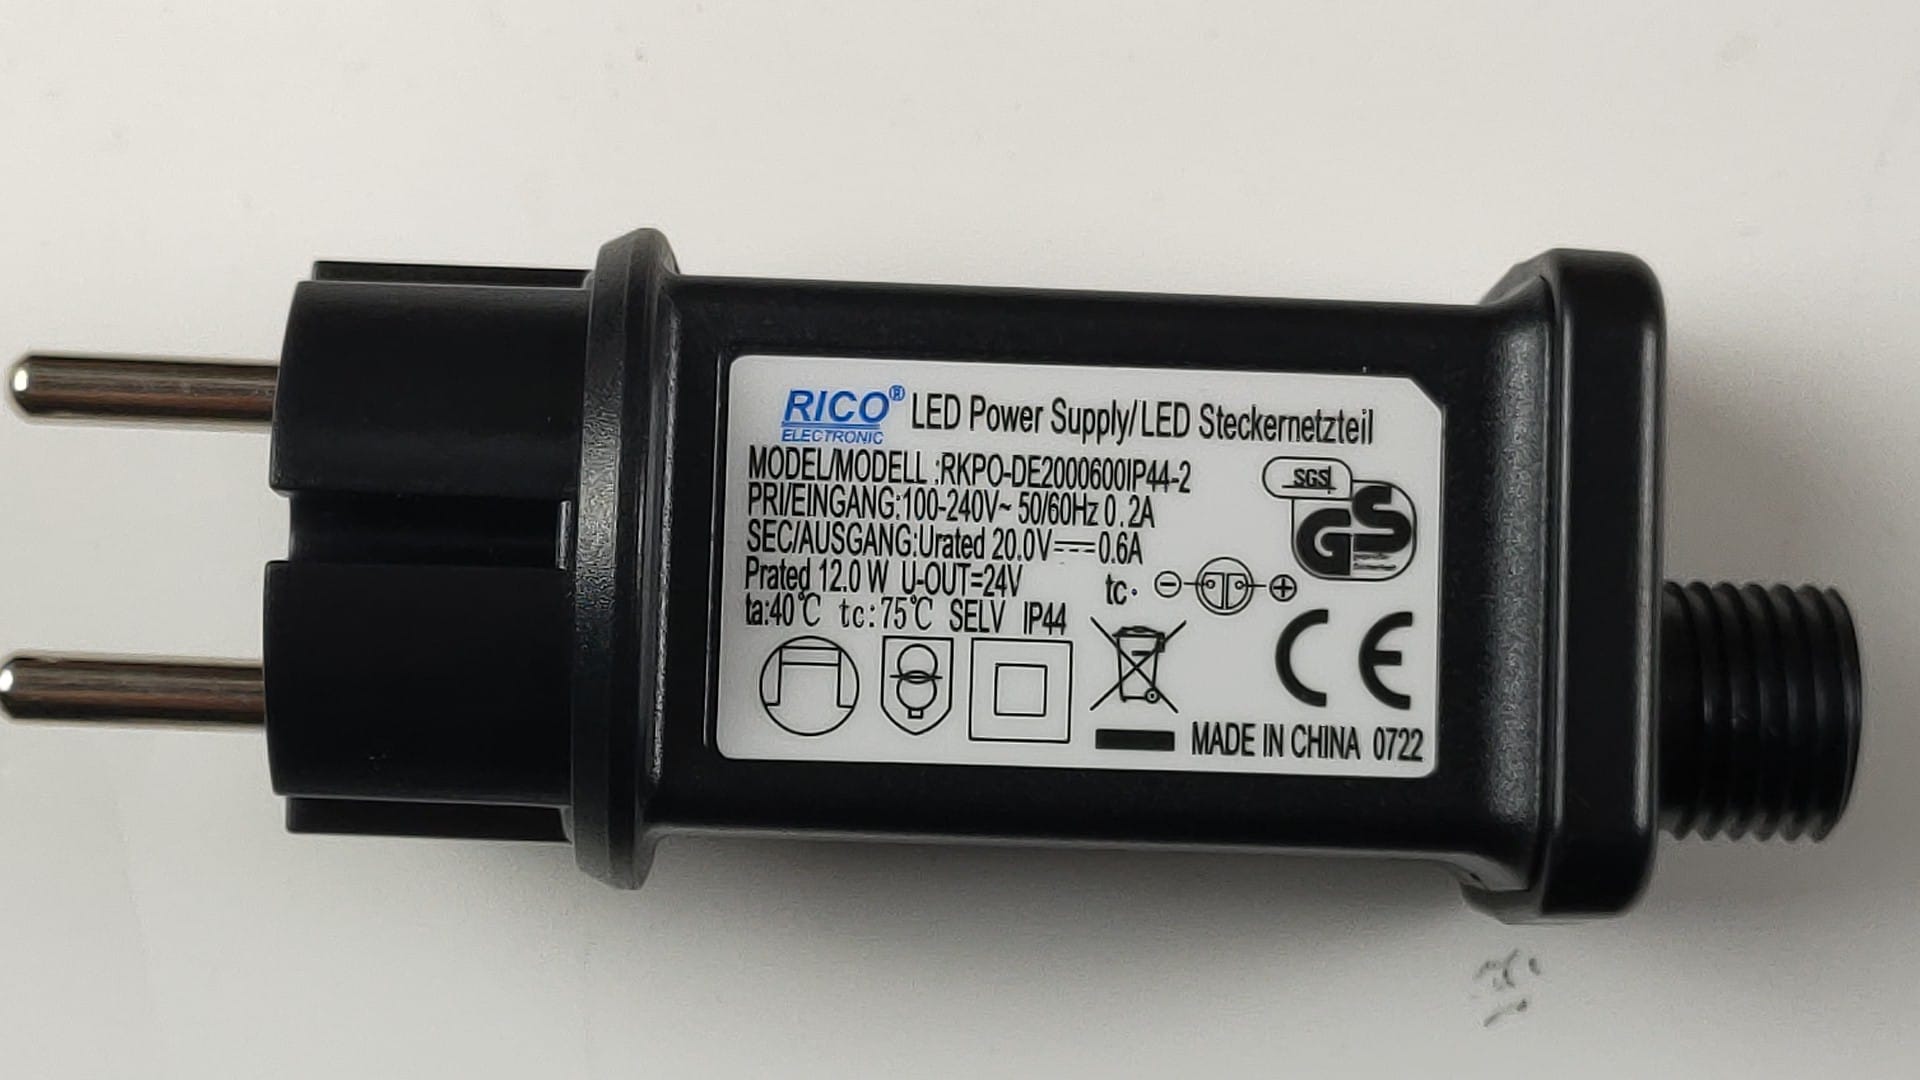 RICO® LED Power Supply/LED Steckernetzteil
ELECTRONIC
MODEL/MODELL :RKPO-DE2000600IP44-2
PRI/EINGANG:100-240V~ 50/60Hz 0.2A
SEC/AUSGANG:Urated 20.0V⎓0.6A
Prated 12.0 W U-OUT=24V
ta:40℃ tc:75℃ SELV IP44
tc·
SGS
GS
CE
MADE IN CHINA 0722